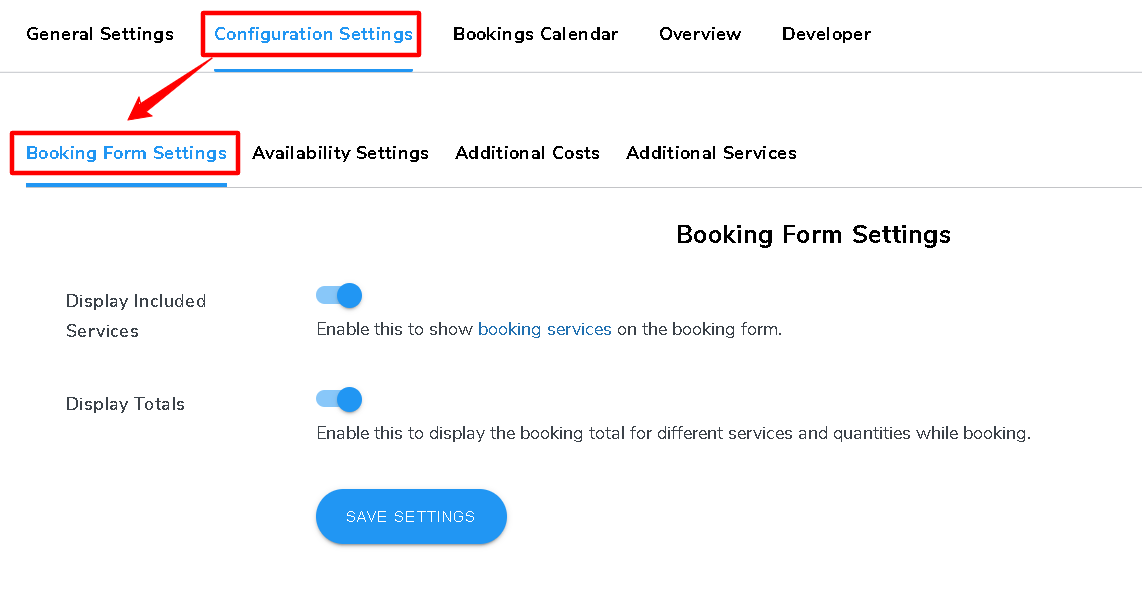 General Settings Configuration Settings Bookings Calendar Overview Developer
Booking Form Settings Availability Settings Additional Costs Additional Services
Booking Form Settings
Display Included
Services
Enable this to show booking services on the booking form.
Display Totals
Enable this to display the booking total for different services and quantities while booking.
SAVE SETTINGS